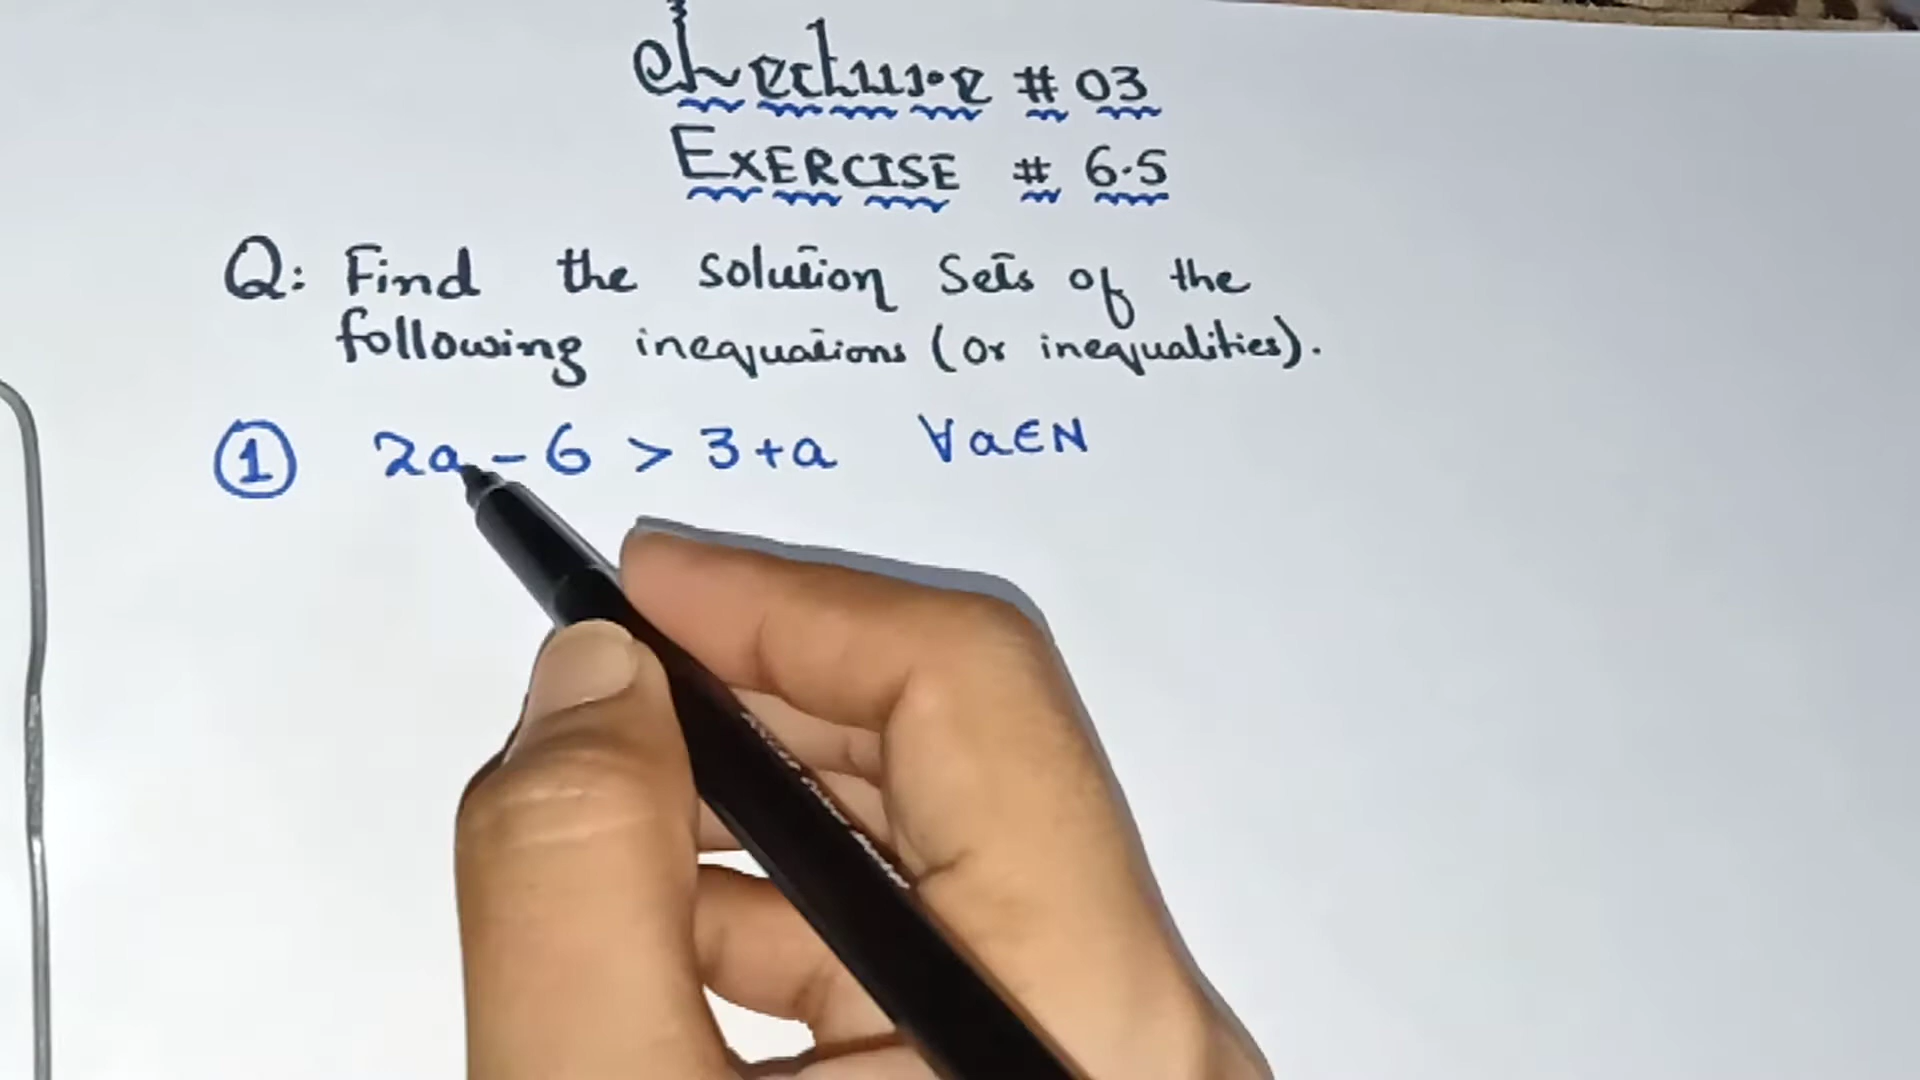 Lecture # 03
EXERCISE # 6.5
Q: Find the solution Sets of the
following inequations (or inequalities).
① 2a - 6 > 3 + a ∀ a ∈ N